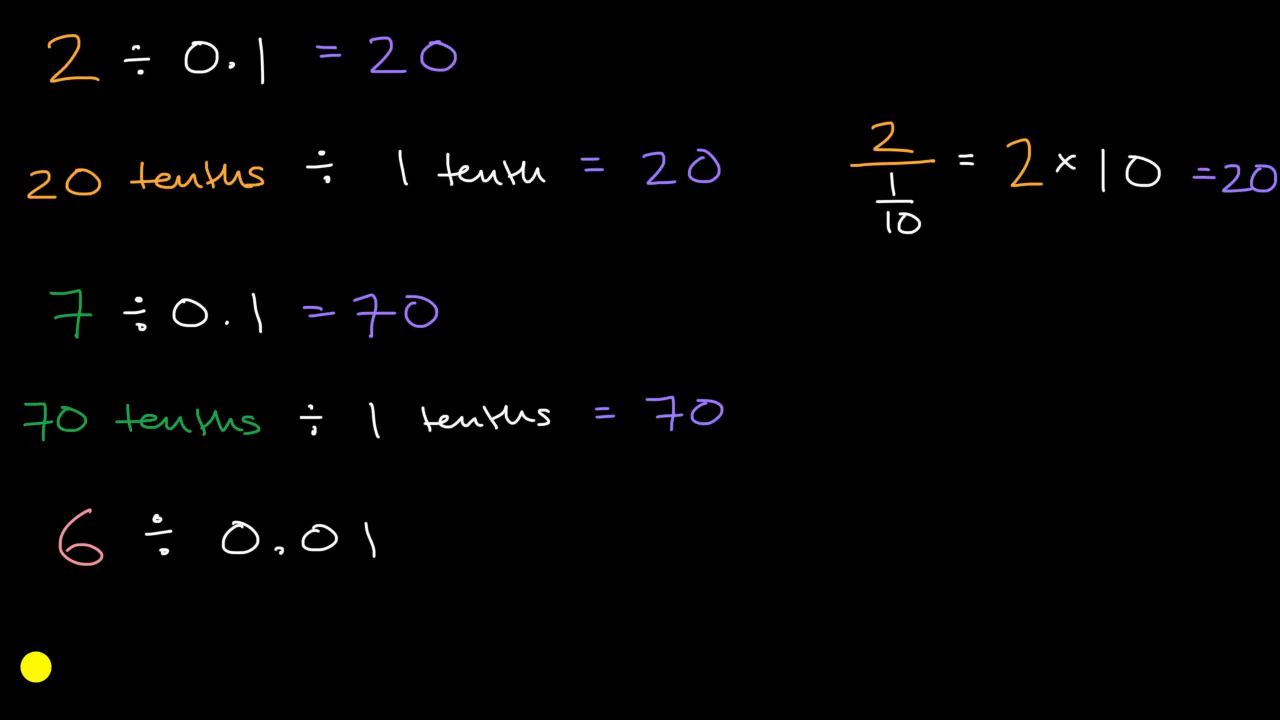 2 ÷ 0.1 = 20
20 tenths ÷ 1 tenth = 20
2
—
1
—
10
= 2 × 10 = 20
7 ÷ 0.1 = 70
70 tenths ÷ 1 tenths = 70
6 ÷ 0.01